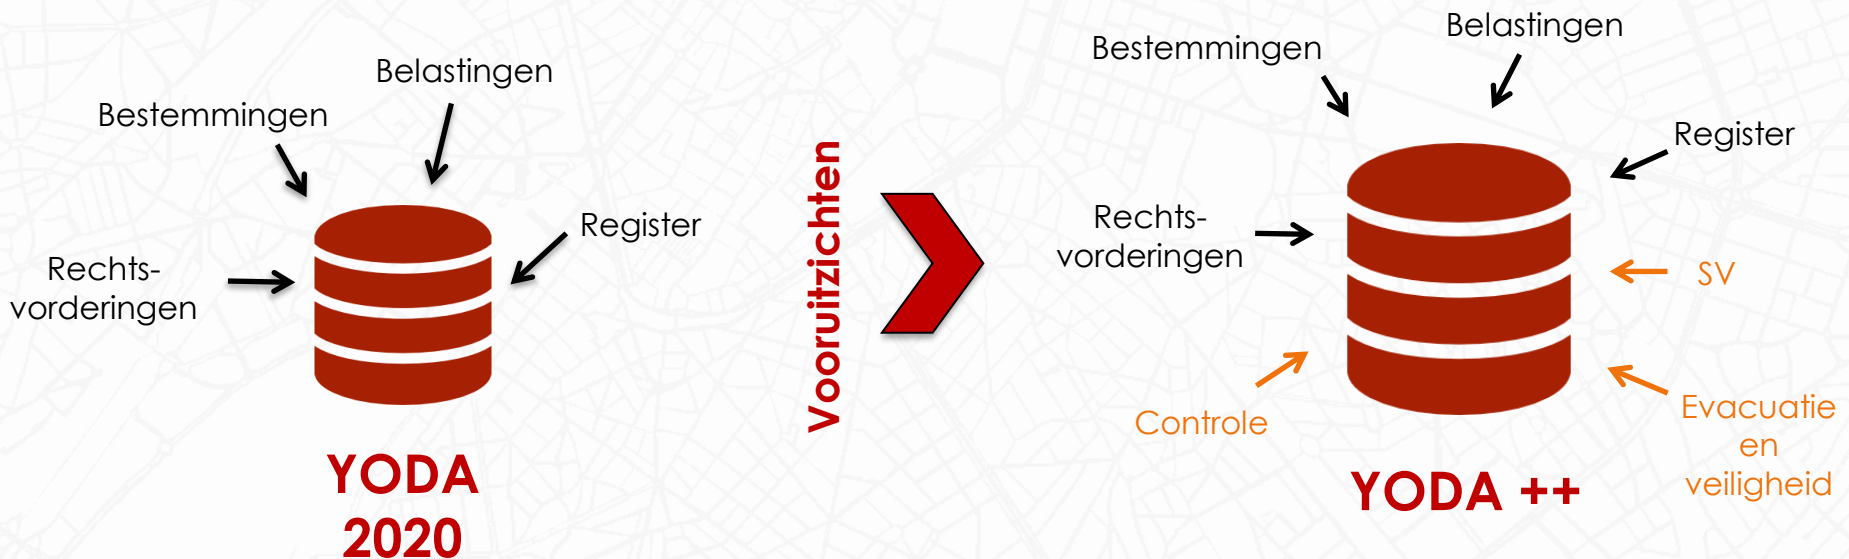 Belastingen
Bestemmingen
Register
Rechts-
vorderingen
YODA
2020
Vooruitzichten
Belastingen
Bestemmingen
Register
Rechts-
vorderingen
SV
Controle
Evacuatie
en
veiligheid
YODA ++